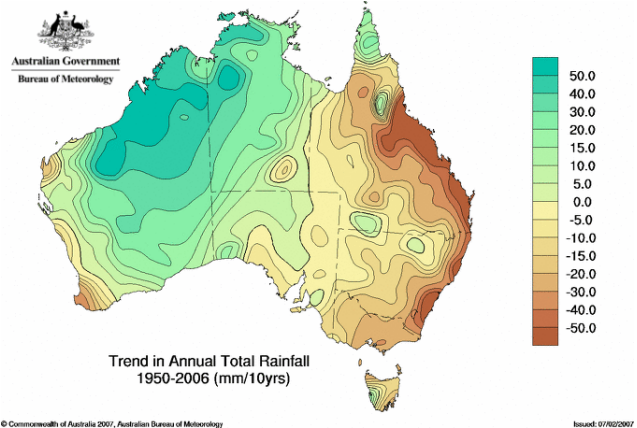 Australian Government
Bureau of Meteorology
50.0
40.0
30.0
20.0
15.0
10.0
5.0
0.0
-5.0
-10.0
-15.0
-20.0
-30.0
-40.0
-50.0
Trend in Annual Total Rainfall
1950-2006 (mm/10yrs)
© Commonwealth of Australia 2007, Australian Bureau of Meteorology
Issued: 07/02/2007